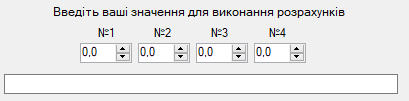 Введіть ваші значення для виконання розрахунків
№1 №2 №3 №4
0,0 0,0 0,0 0,0